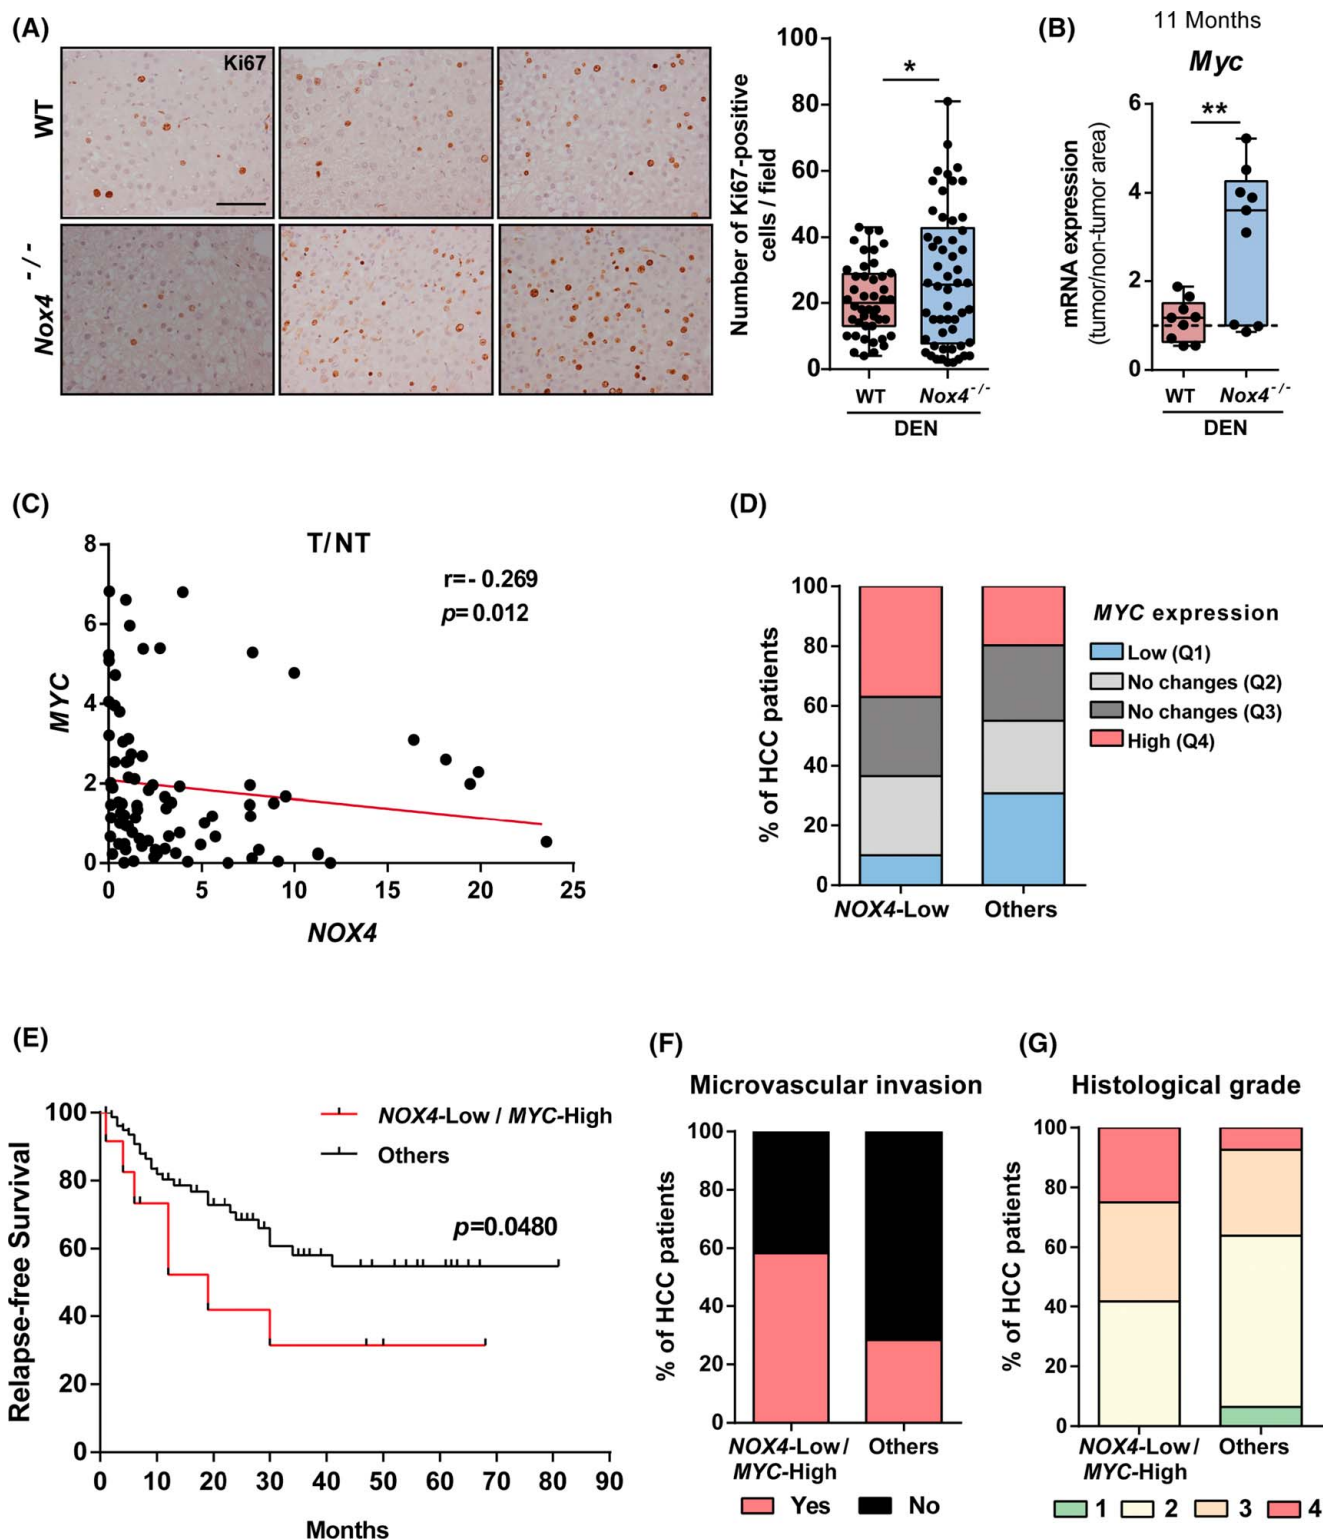 (A)
Ki67
WT
Nox4 -/-
Number of Ki67-positive
cells / field
100
80
60
40
20
0
*
WT
Nox4 -/-
DEN
(B)
11 Months
Myc
mRNA expression
(tumor/non-tumor area)
6
4
2
0
**
WT
Nox4 -/-
DEN
(C)
T/NT
r=- 0.269
p=0.012
MYC
8
6
4
2
0
0 5 10 15 20 25
NOX4
(D)
% of HCC patients
100
80
60
40
20
0
NOX4-Low Others
MYC expression
Low (Q1)
No changes (Q2)
No changes (Q3)
High (Q4)
(E)
Relapse-free Survival
100
80
60
40
20
0
NOX4-Low / MYC-High
Others
p=0.0480
0 10 20 30 40 50 60 70 80 90
Months
(F)
Microvascular invasion
% of HCC patients
100
80
60
40
20
0
NOX4-Low/
MYC-High
Others
Yes No
(G)
Histological grade
% of HCC patients
100
80
60
40
20
0
NOX4-Low/
MYC-High
Others
1 2 3 4